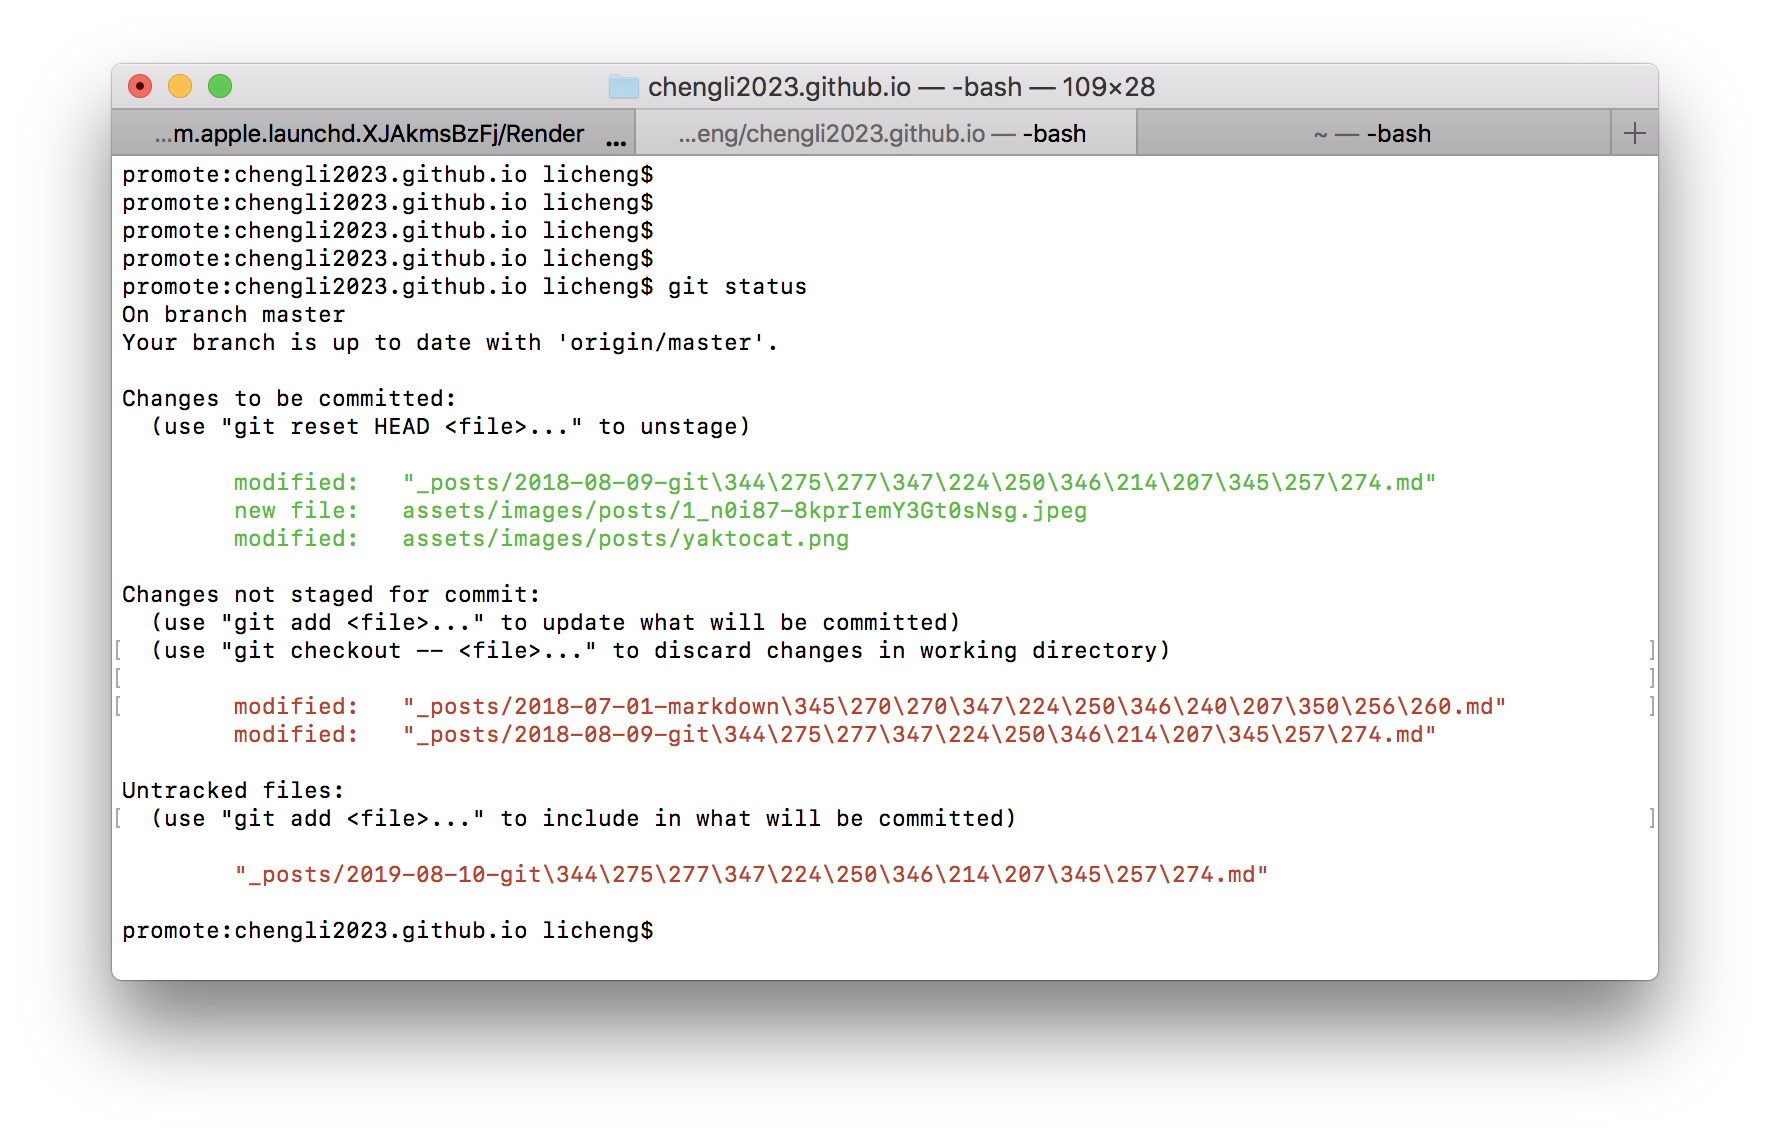 chengli2023.github.io — -bash — 109×28
...m.apple.launchd.XJAkmsBzFj/Render ...
...eng/chengli2023.github.io — -bash
~ — -bash
promote:chengli2023.github.io licheng$
promote:chengli2023.github.io licheng$
promote:chengli2023.github.io licheng$
promote:chengli2023.github.io licheng$
promote:chengli2023.github.io licheng$ git status
On branch master
Your branch is up to date with 'origin/master'.
Changes to be committed:
(use "git reset HEAD <file>..." to unstage)
modified: "_posts/2018-08-09-git\344\275\277\347\224\250\346\214\207\345\257\274.md"
new file: assets/images/posts/1_n0i87-8kprIemY3Gt0sNsg.jpeg
modified: assets/images/posts/yaktocat.png
Changes not staged for commit:
(use "git add <file>..." to update what will be committed)
[ (use "git checkout -- <file>..." to discard changes in working directory) ]
[ ]
[ modified: "_posts/2018-07-01-markdown\345\270\270\347\224\250\346\240\207\350\256\260.md" ]
modified: "_posts/2018-08-09-git\344\275\277\347\224\250\346\214\207\345\257\274.md"
Untracked files:
[ (use "git add <file>..." to include in what will be committed) ]
"_posts/2019-08-10-git\344\275\277\347\224\250\346\214\207\345\257\274.md"
promote:chengli2023.github.io licheng$